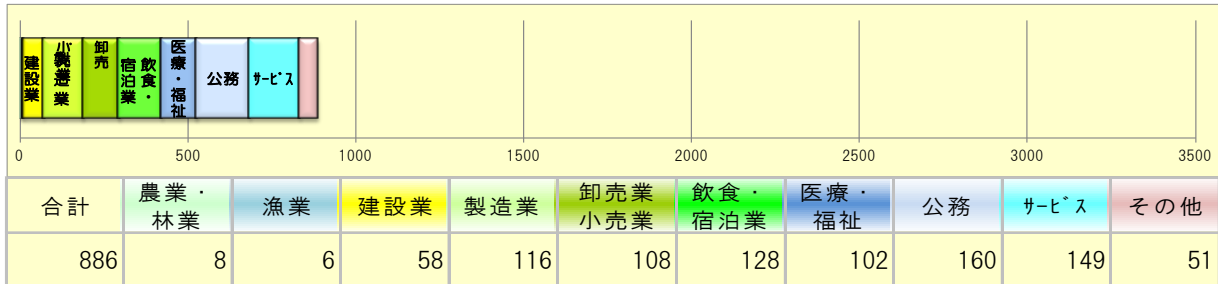 建設業
製造業
小売業
卸売
飲食・
宿泊業
医療・福祉
公務
ｻｰﾋﾞｽ
0 500 1000 1500 2000 2500 3000 3500
合計 農業・林業 漁業 建設業 製造業 卸売業小売業 飲食・宿泊業 医療・福祉 公務 ｻｰﾋﾞｽ その他
886 8 6 58 116 108 128 102 160 149 51